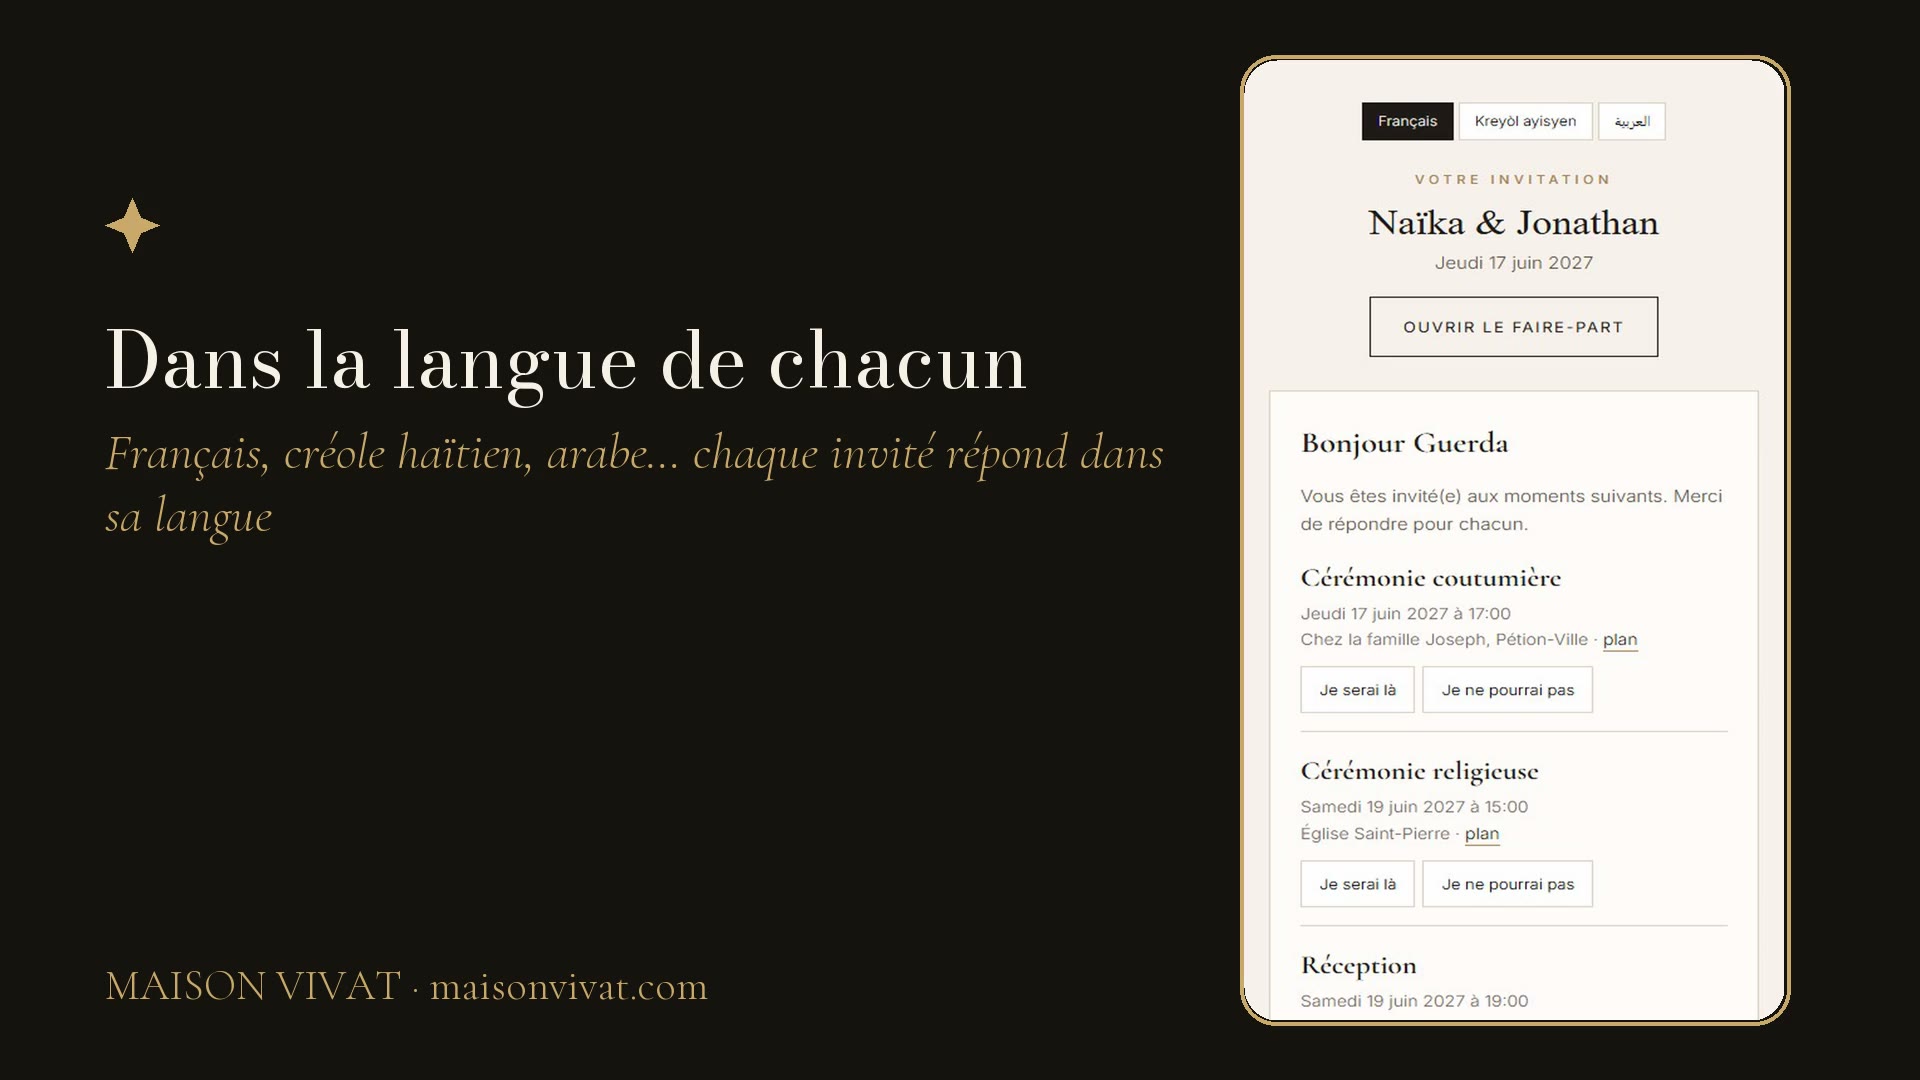 Dans la langue de chacun
Français, créole haïtien, arabe... chaque invité répond dans
sa langue
MAISON VIVAT · maisonvivat.com
Français
Kreyòl ayisyen
العربية
VOTRE INVITATION
Naïka & Jonathan
Jeudi 17 juin 2027
OUVRIR LE FAIRE-PART
Bonjour Guerda
Vous êtes invité(e) aux moments suivants. Merci
de répondre pour chacun.
Cérémonie coutumière
Jeudi 17 juin 2027 à 17:00
Chez la famille Joseph, Pétion-Ville · plan
Je serai là
Je ne pourrai pas
Cérémonie religieuse
Samedi 19 juin 2027 à 15:00
Église Saint-Pierre · plan
Je serai là
Je ne pourrai pas
Réception
Samedi 19 juin 2027 à 19:00